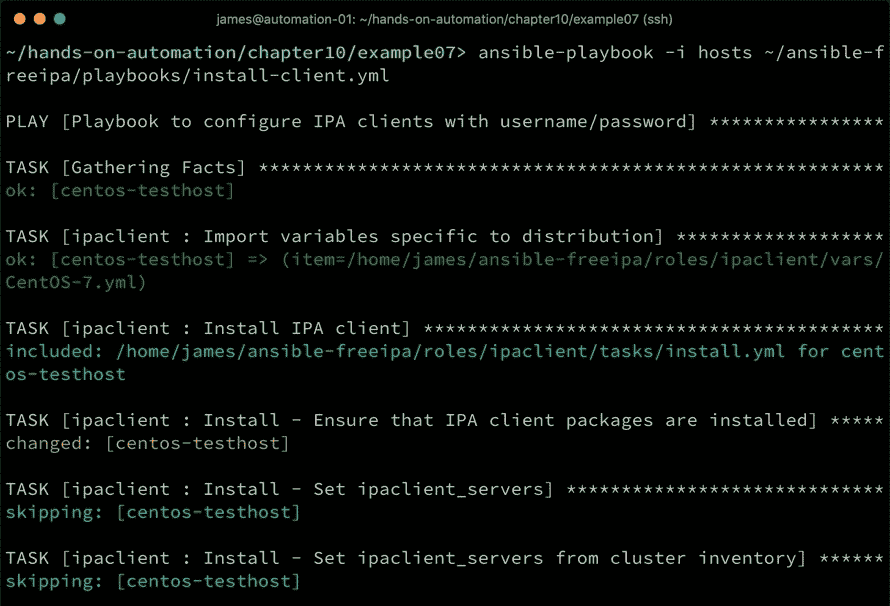 james@automation-01: ~/hands-on-automation/chapter10/example07 (ssh)
~/hands-on-automation/chapter10/example07> ansible-playbook -i hosts ~/ansible-f
reeipa/playbooks/install-client.yml
PLAY [Playbook to configure IPA clients with username/password] ****************
TASK [Gathering Facts] *********************************************************
ok: [centos-testhost]
TASK [ipaclient : Import variables specific to distribution] *******************
ok: [centos-testhost] => (item=/home/james/ansible-freeipa/roles/ipaclient/vars/
CentOS-7.yml)
TASK [ipaclient : Install IPA client] ******************************************
included: /home/james/ansible-freeipa/roles/ipaclient/tasks/install.yml for cent
os-testhost
TASK [ipaclient : Install - Ensure that IPA client packages are installed] *****
changed: [centos-testhost]
TASK [ipaclient : Install - Set ipaclient_servers] *****************************
skipping: [centos-testhost]
TASK [ipaclient : Install - Set ipaclient_servers from cluster inventory] ******
skipping: [centos-testhost]